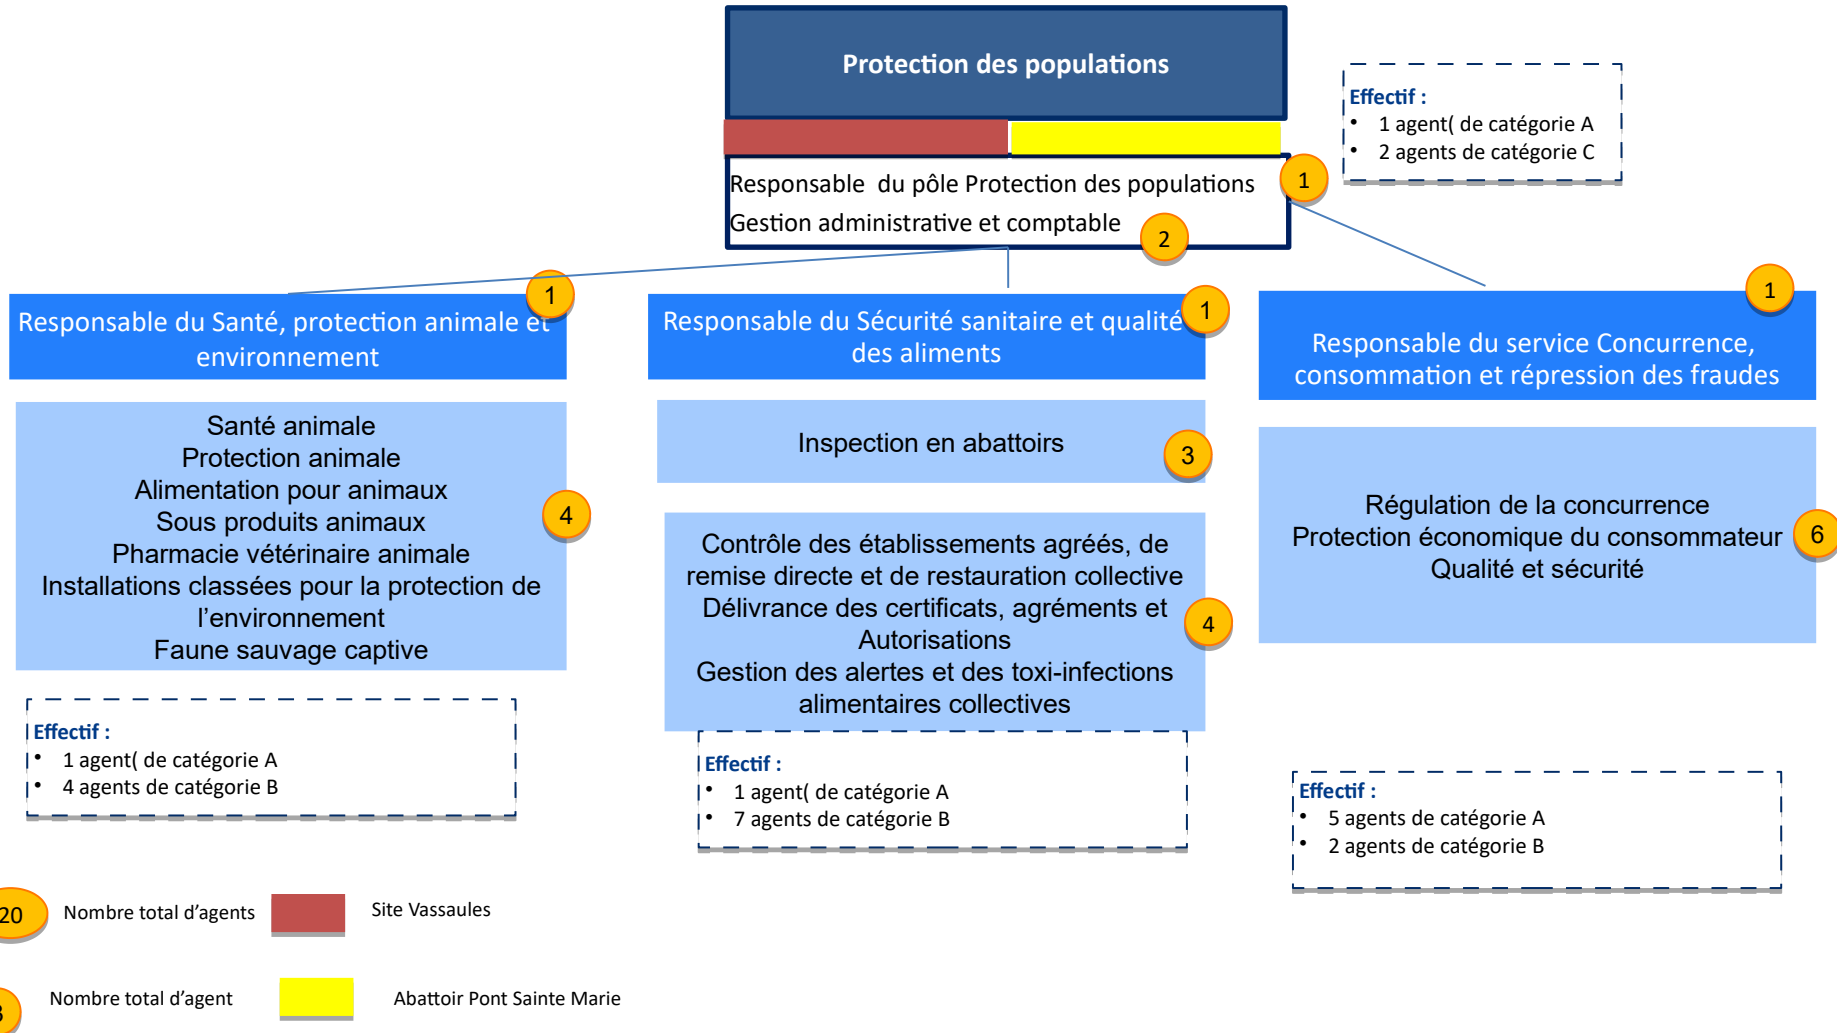 Protection des populations
Effectif :
• 1 agent( de catégorie A
• 2 agents de catégorie C
Responsable du pôle Protection des populations
1
Gestion administrative et comptable
2
1
Responsable du Santé, protection animale et
environnement
1
Responsable du Sécurité sanitaire et qualité
des aliments
1
Responsable du service Concurrence,
consommation et répression des fraudes
Santé animale
Protection animale
Alimentation pour animaux
Sous produits animaux
Pharmacie vétérinaire animale
Installations classées pour la protection de
l'environnement
Faune sauvage captive
4
Inspection en abattoirs
3
Contrôle des établissements agréés, de
remise directe et de restauration collective
Délivrance des certificats, agréments et
Autorisations
Gestion des alertes et des toxi-infections
alimentaires collectives
4
Régulation de la concurrence
Protection économique du consommateur
Qualité et sécurité
6
Effectif :
• 1 agent( de catégorie A
• 4 agents de catégorie B
Effectif :
• 1 agent( de catégorie A
• 7 agents de catégorie B
Effectif :
• 5 agents de catégorie A
• 2 agents de catégorie B
20
Nombre total d'agents
Site Vassaules
3
Nombre total d'agent
Abattoir Pont Sainte Marie